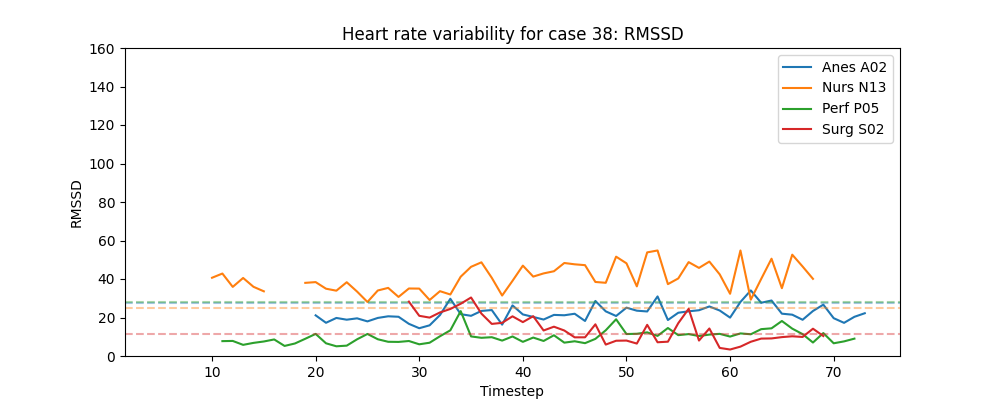 Heart rate variability for case 38: RMSSD
160
140
120
100
80
60
40
20
0
RMSSD
10
20
30
40
50
60
70
Timestep
Anes A02
Nurs N13
Perf P05
Surg S02